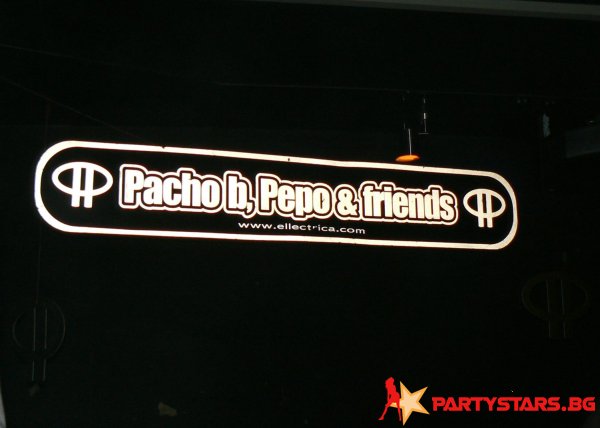 Pacho b, Pepo & friends
www.ellectrica.com
PARTYSTARS.BG